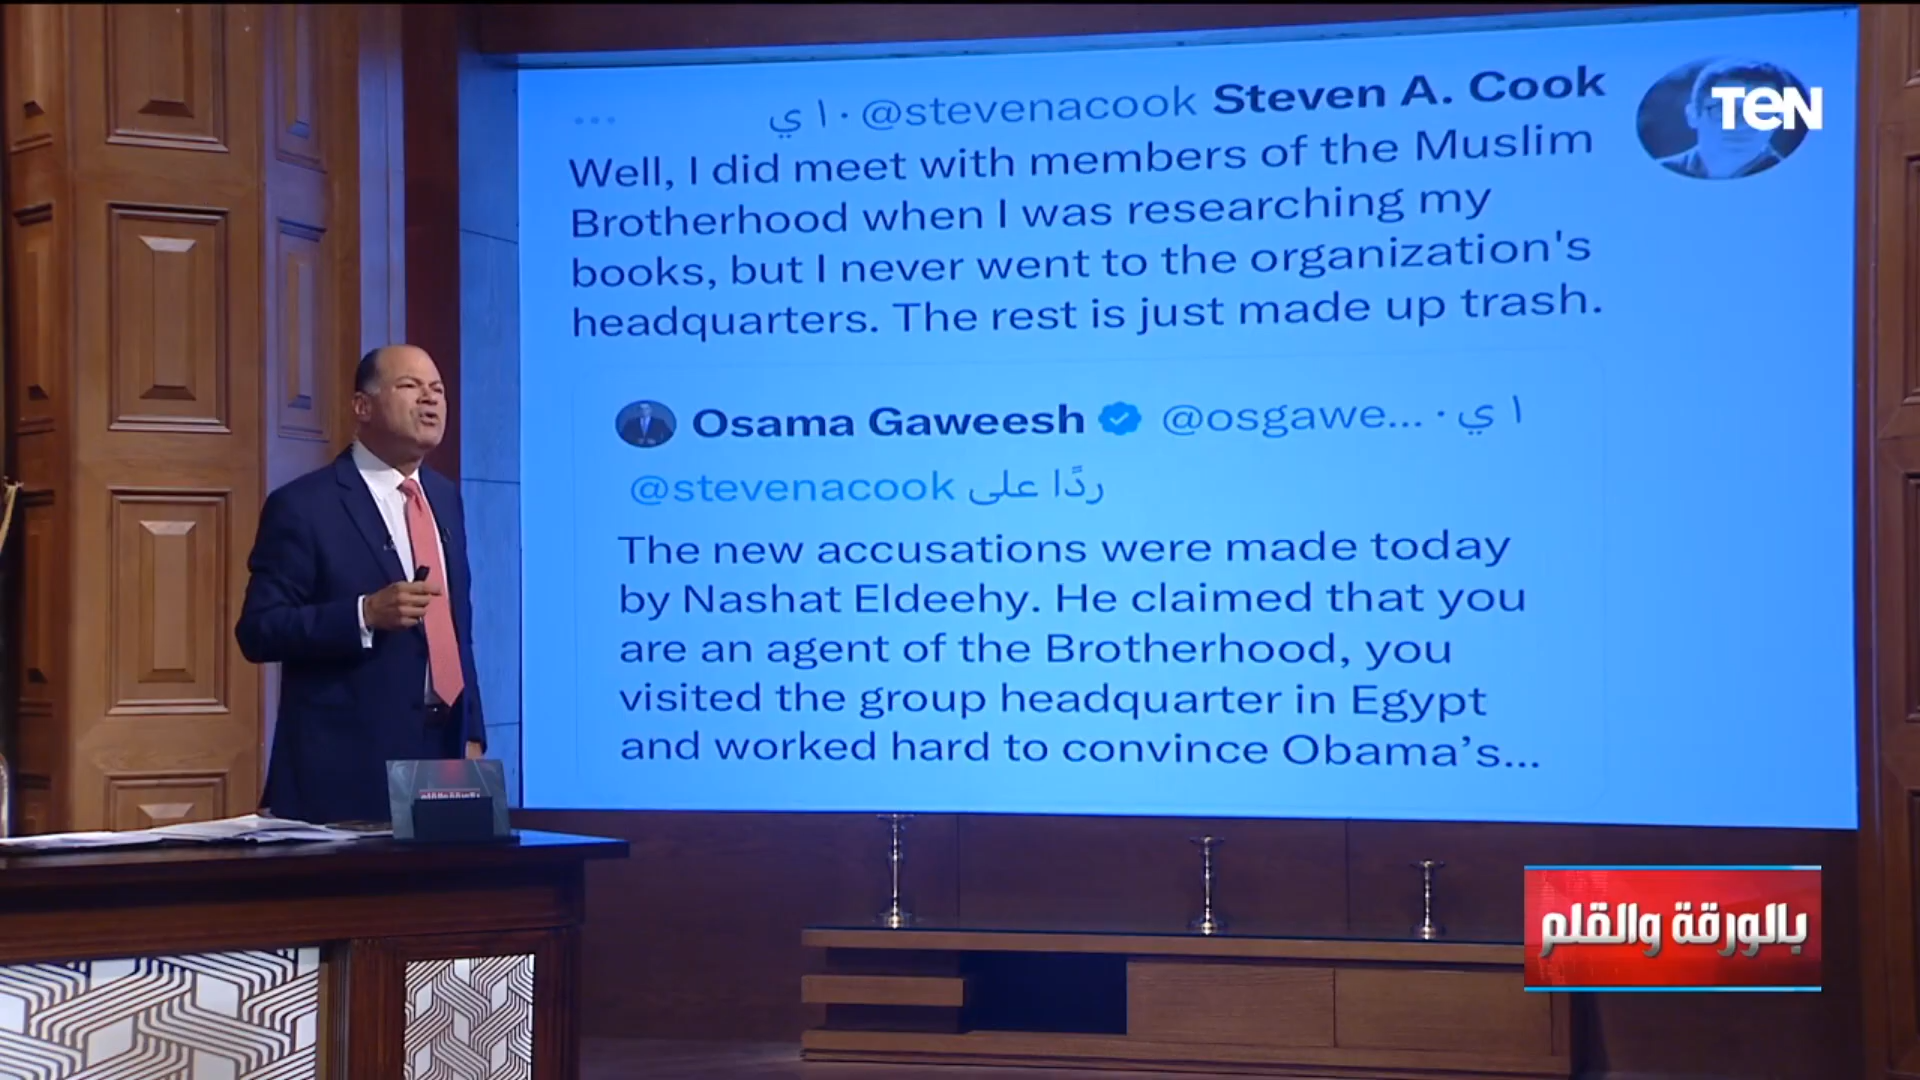 TeN
Steven A. Cook @stevenacook · ١ ي
Well, I did meet with members of the Muslim
Brotherhood when I was researching my
books, but I never went to the organization's
headquarters. The rest is just made up trash.
Osama Gaweesh @osgawe... · ١ ي
ردًا على @stevenacook
The new accusations were made today
by Nashat Eldeehy. He claimed that you
are an agent of the Brotherhood, you
visited the group headquarter in Egypt
and worked hard to convince Obama’s...
بالورقة والقلم
بالورقة والقلم